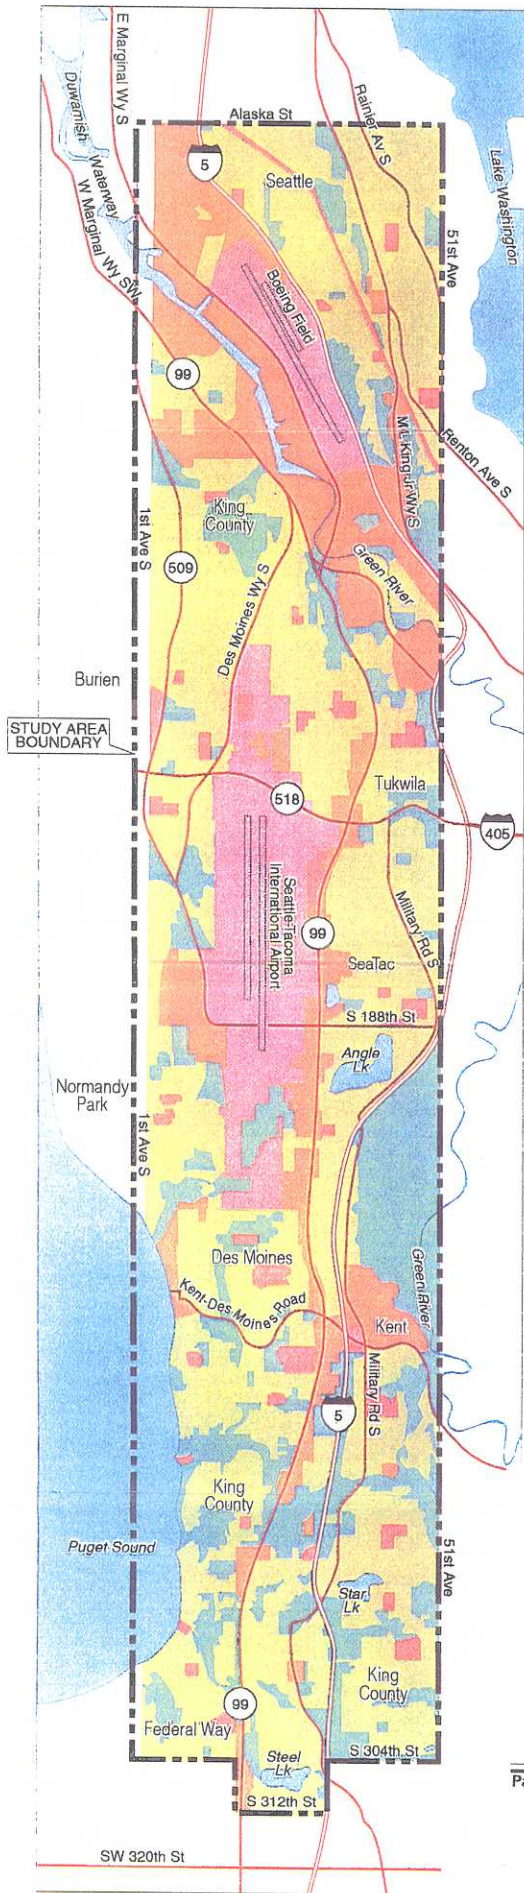 E Marginal Wy S
Duwamish
Waterway
W Marginal Wy SW
Alaska St
Rainier Av S
Lake Washington
5
Seattle
51st Ave
Boeing Field
99
M L King Jr Wy S
Renton Ave S
1st Ave S
King
County
509
Green River
Des Moines Wy S
Burien
STUDY AREA
BOUNDARY
Tukwila
518
405
Seattle-Tacoma
International Airport
Military Rd S
99
SeaTac
S 188th St
Angle
Lk
Normandy
Park
1st Ave S
Des Moines
Green River
Kent-Des Moines Road
Kent
Military Rd S
5
King
County
Puget Sound
51st Ave
Star
Lk
King
County
99
Federal Way
S 304th St
Steel
Lk
S 312th St
SW 320th St